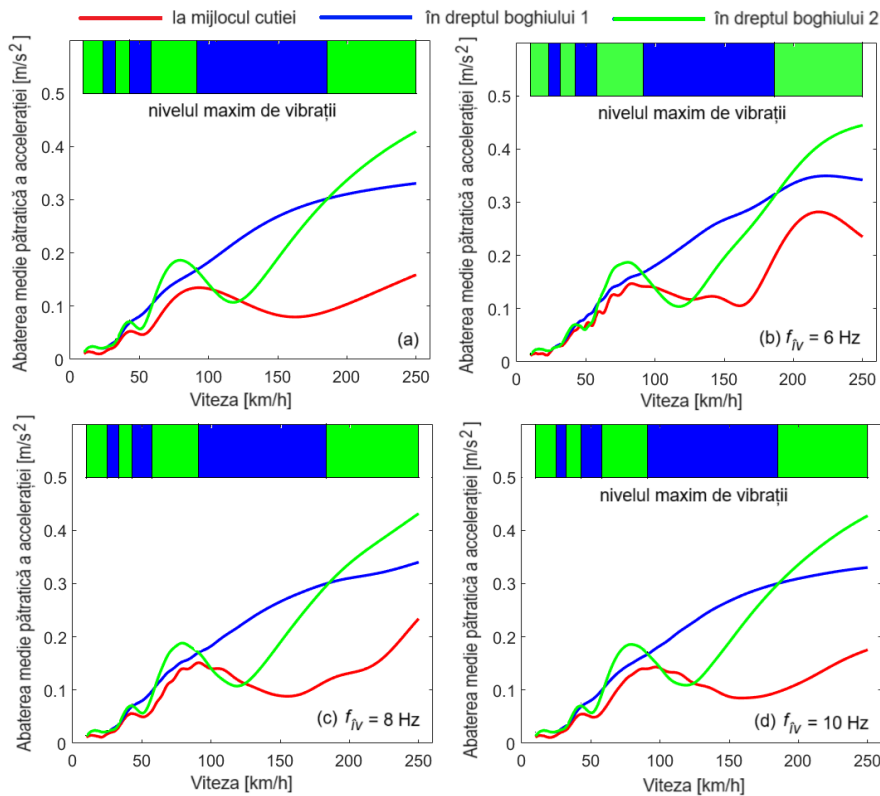 la mijlocul cutiei în dreptul boghiului 1 în dreptul boghiului 2
Abaterea medie pătratică a accelerației [m/s²]
0.5
0.4
0.3
0.2
0.1
0
nivelul maxim de vibrații
(a)
0 50 100 150 200 250
Viteza [km/h]
Abaterea medie pătratică a accelerației [m/s²]
0.5
0.4
0.3
0.2
0.1
0
nivelul maxim de vibrații
(b) fîv = 6 Hz
0 50 100 150 200 250
Viteza [km/h]
Abaterea medie pătratică a accelerației [m/s²]
0.5
0.4
0.3
0.2
0.1
0
(c) fîv = 8 Hz
0 50 100 150 200 250
Viteza [km/h]
Abaterea medie pătratică a accelerației [m/s²]
0.5
0.4
0.3
0.2
0.1
0
nivelul maxim de vibrații
(d) fîv = 10 Hz
0 50 100 150 200 250
Viteza [km/h]